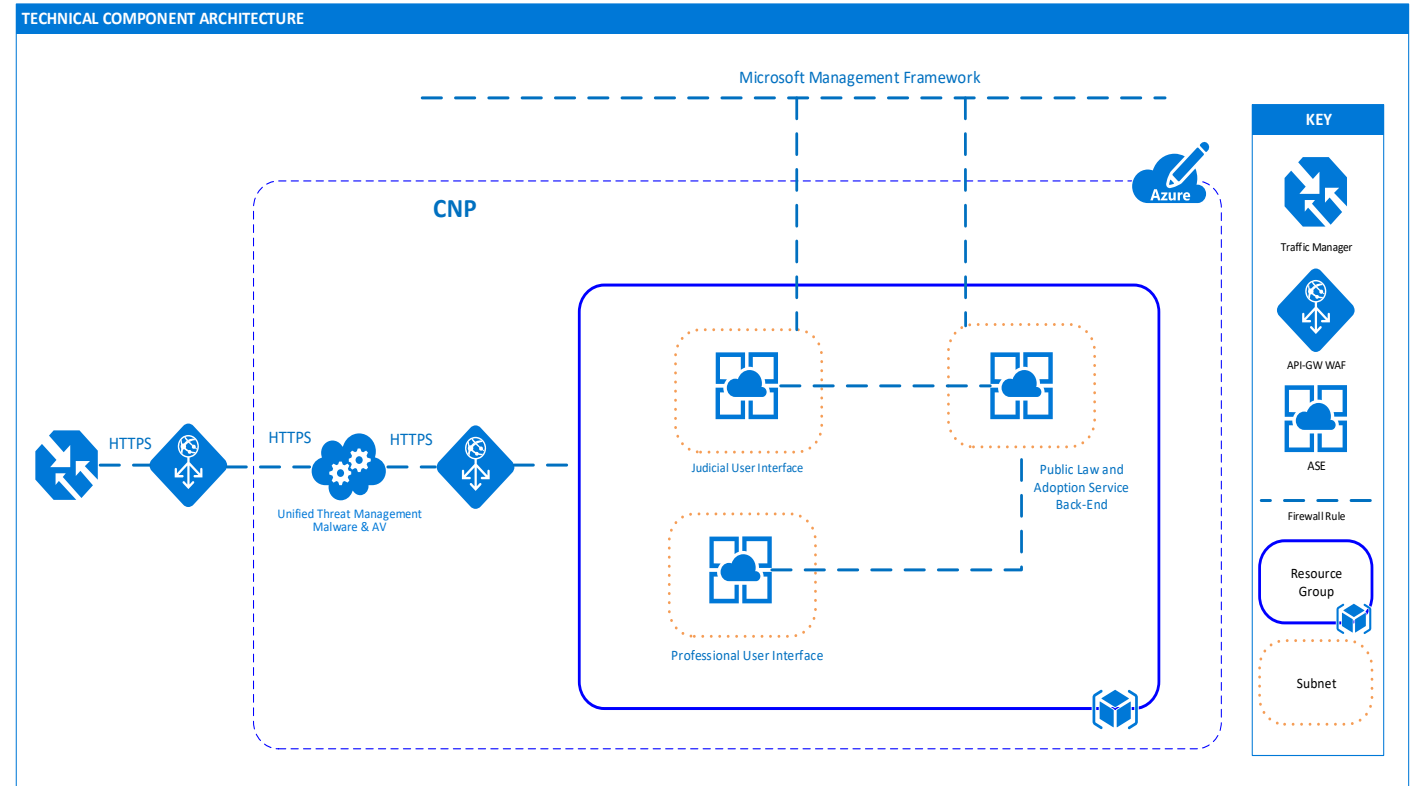 TECHNICAL COMPONENT ARCHITECTURE
Microsoft Management Framework
KEY
Azure
Traffic Manager
CNP
API-GW WAF
ASE
HTTPS
HTTPS
HTTPS
Unified Threat Management
Malware & AV
Judicial User Interface
Public Law and
Adoption Service
Back-End
Firewall Rule
Resource
Group
Professional User Interface
Subnet